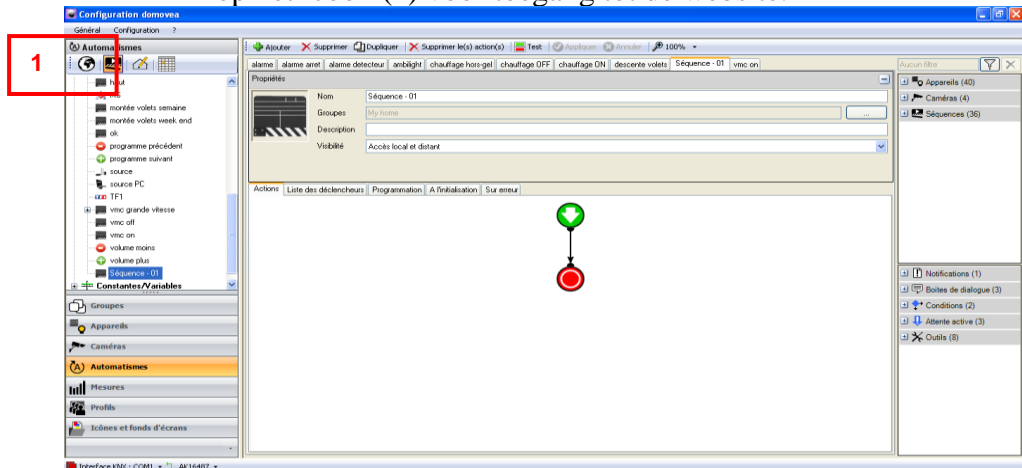 Configuration domovea
Général Configuration ?
1
Automatismes
Ajouter Supprimer Dupliquer Supprimer le(s) action(s) Test Appliquer Annuler 100%
alarme alarme arret alarme detecteur ambilight chauffage hors-gel chauffage OFF chauffage ON descente volets Séquence - 01 vmc on
Aucun filtre
haut
montée volets semaine
montée volets week end
ok
programme précédent
programme suivant
source
source PC
TF1
vmc grande vitesse
vmc off
vmc on
volume moins
volume plus
Séquence - 01
Constantes/Variables
Groupes
Appareils
Caméras
Automatismes
Mesures
Profils
Icônes et fonds d'écrans
Propriétés
Nom Séquence - 01
Groupes My home ...
Description
Visibilité Accès local et distant
Actions Liste des déclencheurs Programmation A l'initialisation Sur erreur
Appareils (40)
Caméras (4)
Séquences (36)
Notifications (1)
Boites de dialogue (3)
Conditions (2)
Attente active (3)
Outils (8)
Interface KNX : COM1 AK16487